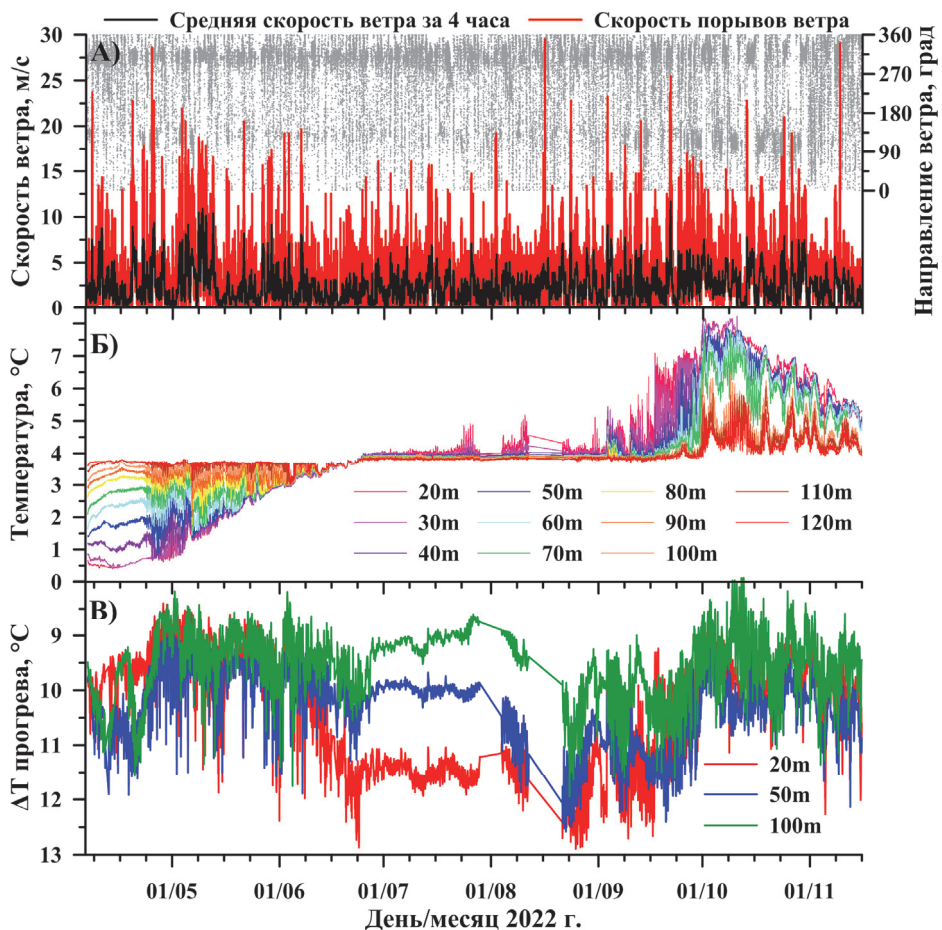 Средняя скорость ветра за 4 часа Скорость порывов ветра
А)
Скорость ветра, м/с
30
25
20
15
10
5
0
360
270
180
90
0
Направление ветра, град
Б)
Температура, °C
7
6
5
4
3
2
1
0
20m 50m 80m 110m
30m 60m 90m 120m
40m 70m 100m
В)
ΔT прогрева, °C
9
10
11
12
13
20m
50m
100m
01/05 01/06 01/07 01/08 01/09 01/10 01/11
День/месяц 2022 г.